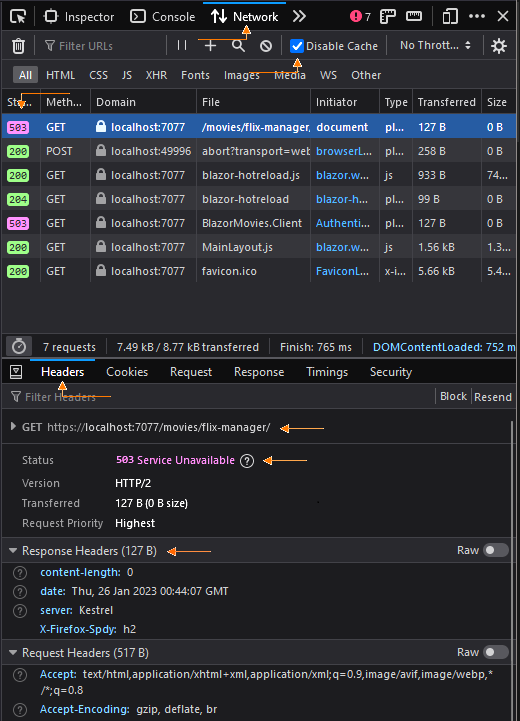 Inspector Console Network 7
Filter URLs Disable Cache No Thrott...
All HTML CSS JS XHR Fonts Images Media WS Other
Sta... Meth... Domain File Initiator Type Transferred Size
503 GET localhost:7077 /movies/flix-manager, document pl... 127 B 0 B
200 POST localhost:49996 abort?transport=web browserL... pl... 258 B 0 B
200 GET localhost:7077 blazor-hotreload.js blazor.w... js 933 B 74...
204 GET localhost:7077 blazor-hotreload blazor-h... pl... 99 B 0 B
503 GET localhost:7077 BlazorMovies.Client Authenti... pl... 127 B 0 B
200 GET localhost:7077 MainLayout.js blazor.w... js 1.56 kB 1.3...
200 GET localhost:7077 favicon.ico FaviconL... x-i... 5.66 kB 5.4...
7 requests 7.49 kB / 8.77 kB transferred Finish: 765 ms DOMContentLoaded: 752 m
Headers Cookies Request Response Timings Security
Filter Headers Block Resend
GET https://localhost:7077/movies/flix-manager/
Status 503 Service Unavailable ?
Version HTTP/2
Transferred 127 B (0 B size)
Request Priority Highest
Response Headers (127 B) Raw
? content-length: 0
? date: Thu, 26 Jan 2023 00:44:07 GMT
? server: Kestrel
X-Firefox-Spdy: h2
Request Headers (517 B) Raw
? Accept: text/html,application/xhtml+xml,application/xml;q=0.9,image/avif,image/webp,*
/*;q=0.8
? Accept-Encoding: gzip, deflate, br